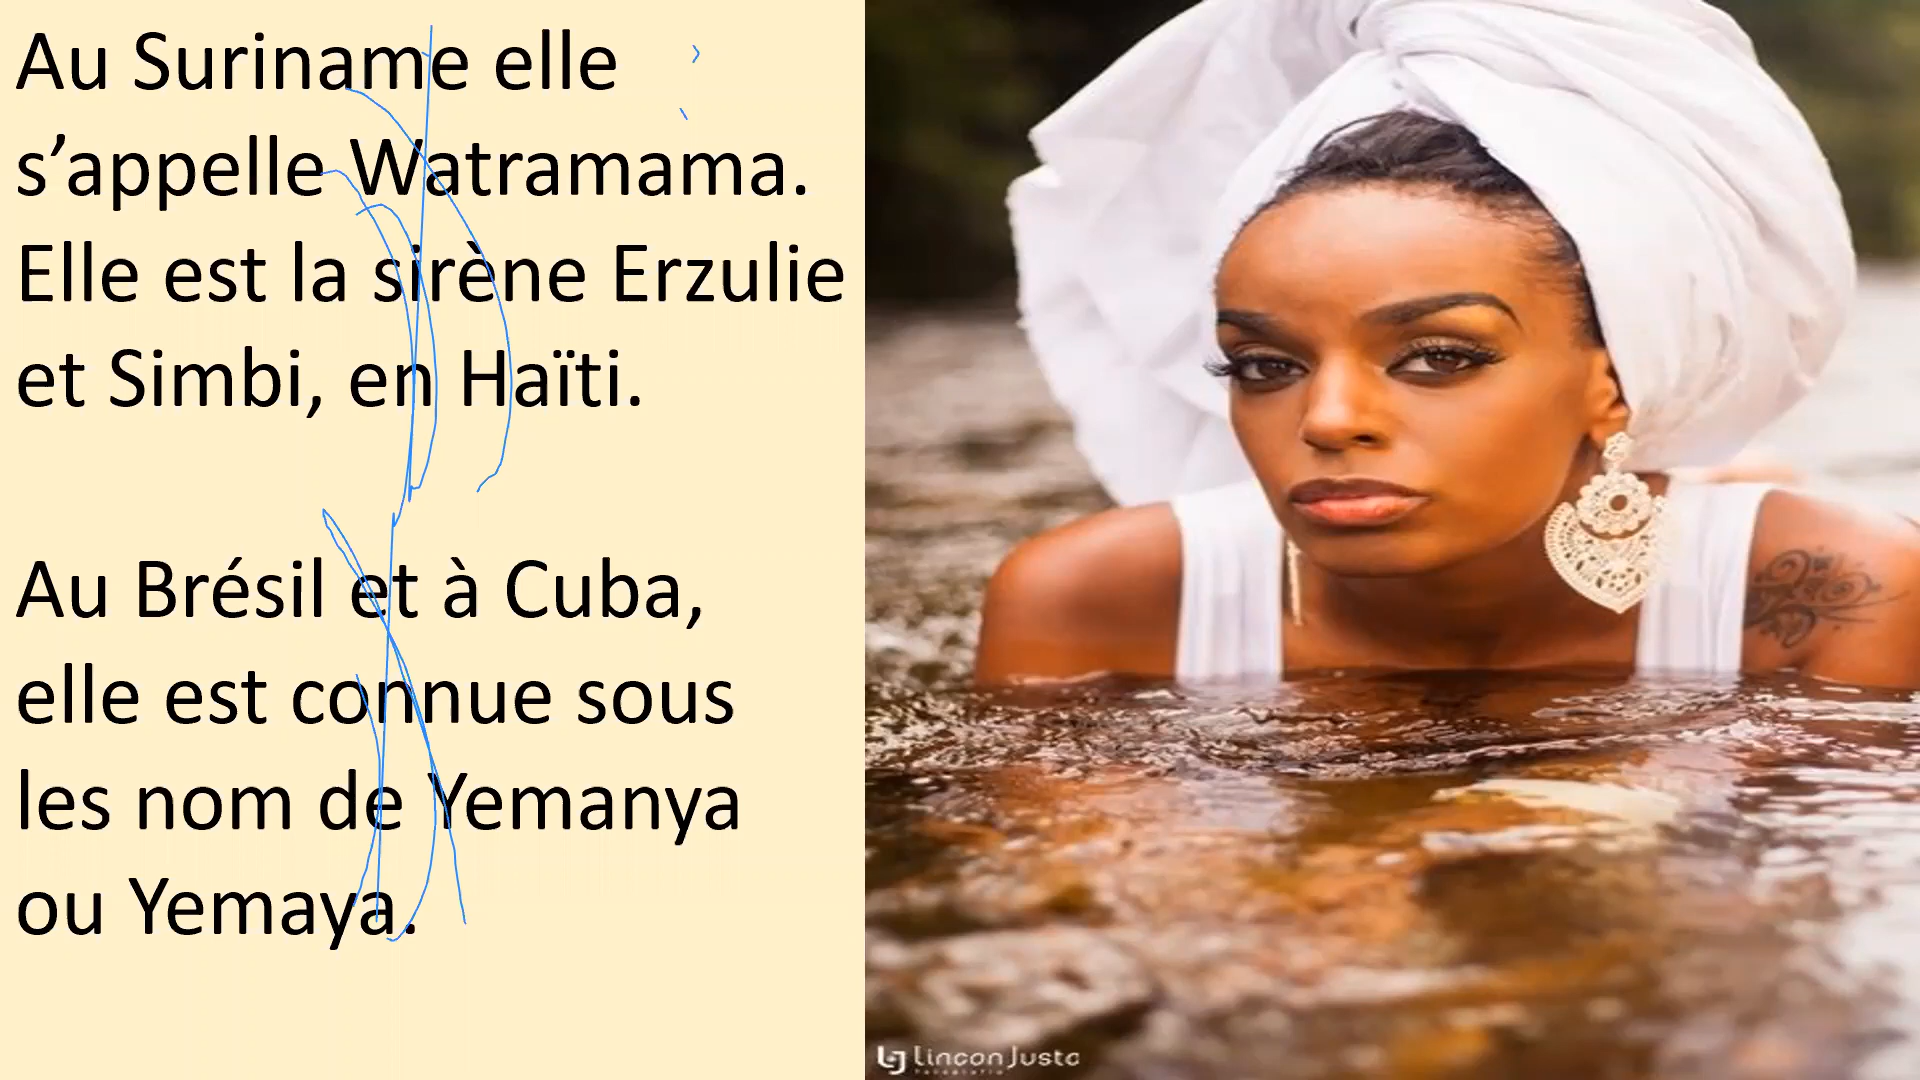 Au Suriname elle
s’appelle Watramama.
Elle est la sirène Erzulie
et Simbi, en Haïti.
Au Brésil et à Cuba,
elle est connue sous
les nom de Yemanya
ou Yemaya.
Lincon Justo
fotografia